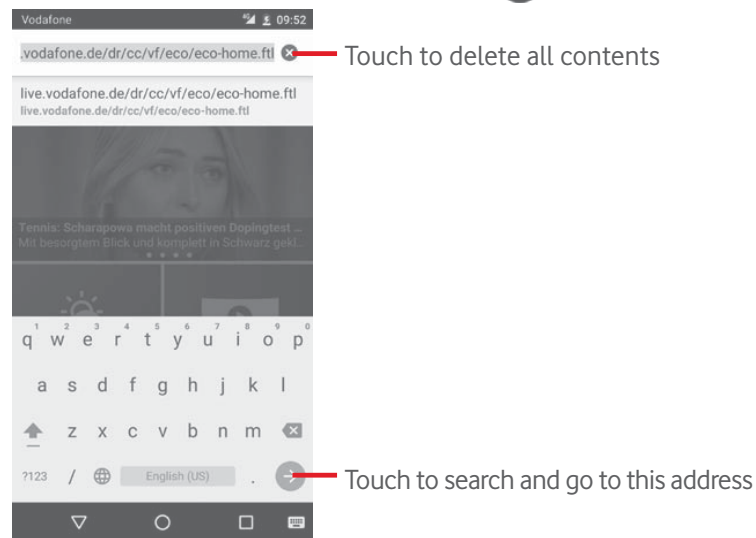 Vodafone 09:52
.vodafone.de/dr/cc/vf/eco/eco-home.ftl
Touch to delete all contents
live.vodafone.de/dr/cc/vf/eco/eco-home.ftl
live.vodafone.de/dr/cc/vf/eco/eco-home.ftl
Tennis: Scharapowa macht positiven Dopingtest ...
Mit besorgtem Blick und komplett in Schwarz gekl...
1 2 3 4 5 6 7 8 9 0
q w e r t y u i o p
a s d f g h j k l
z x c v b n m
?123 / English (US) .
Touch to search and go to this address